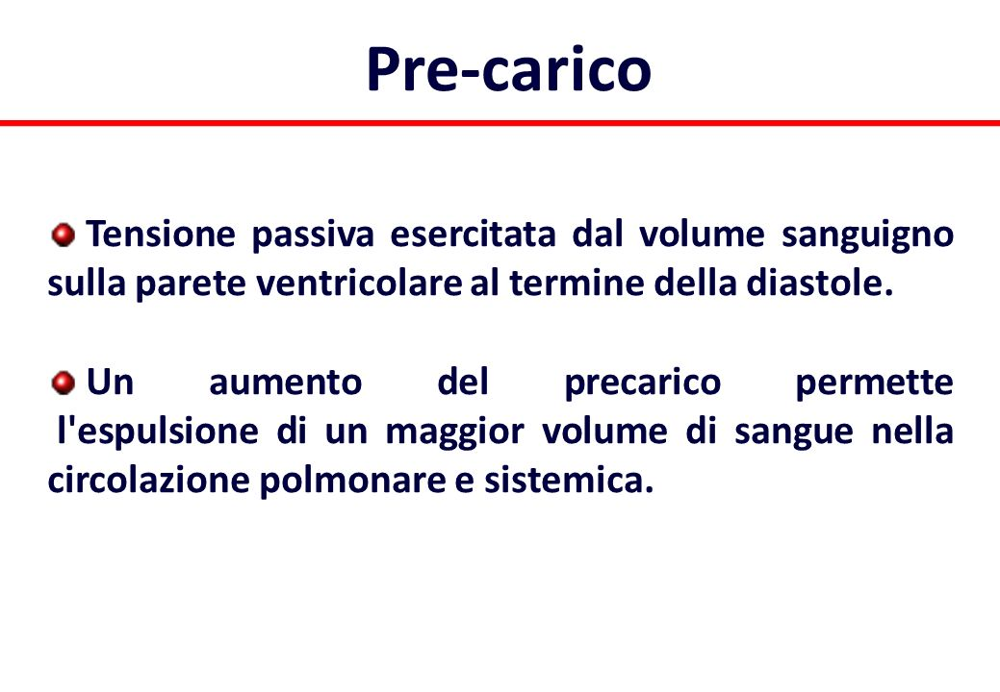 Pre-carico
Tensione passiva esercitata dal volume sanguigno
sulla parete ventricolare al termine della diastole.
Un aumento del precarico permette
l'espulsione di un maggior volume di sangue nella
circolazione polmonare e sistemica.